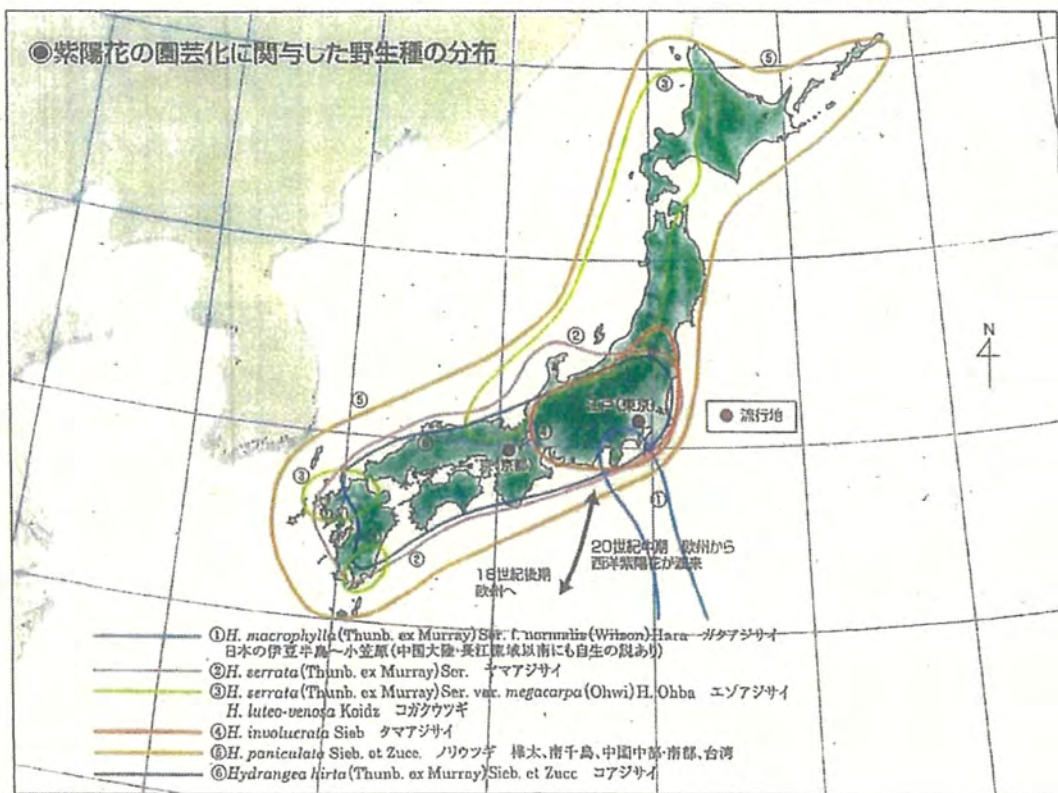 ●紫陽花の園芸化に関与した野生種の分布
⑤
③
N
②
江戸(東京)
● 流行地
⑤
⑥
④
京(京都)
③
①
②
20世紀中期 欧州から
西洋紫陽花が渡来
18世紀後期
欧州へ
①H. macrophylla (Thunb. ex Murray) Ser. f. normalis (Wilson) Hara ガクアジサイ
日本の伊豆半島〜小笠原(中国大陸・長江流域以南にも自生の説あり)
②H. serrata (Thunb. ex Murray) Ser. ヤマアジサイ
③H. serrata (Thunb. ex Murray) Ser. var. megacarpa (Ohwi) H. Ohba エゾアジサイ
H. luteo-venosa Koidz コガクウツギ
④H. involucrata Sieb タマアジサイ
⑤H. paniculata Sieb. et Zucc. ノリウツギ 樺太、南千島、中国中部・南部、台湾
⑥Hydrangea hirta (Thunb. ex Murray) Sieb. et Zucc コアジサイ